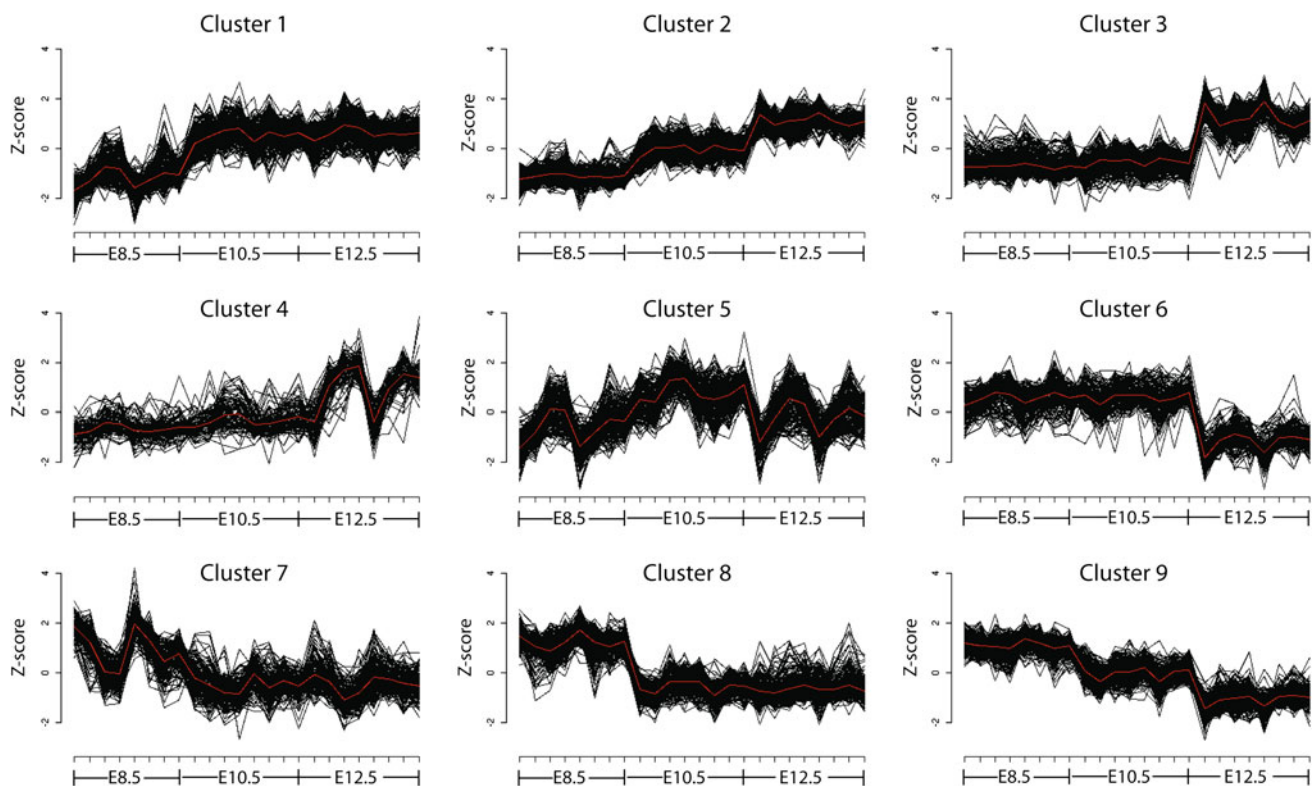 Cluster 1
Cluster 2
Cluster 3
Z-score
4
2
0
-2
Z-score
4
2
0
-2
Z-score
4
2
0
-2
E8.5 E10.5 E12.5
E8.5 E10.5 E12.5
E8.5 E10.5 E12.5
Cluster 4
Cluster 5
Cluster 6
Z-score
4
2
0
-2
Z-score
4
2
0
-2
Z-score
4
2
0
-2
E8.5 E10.5 E12.5
E8.5 E10.5 E12.5
E8.5 E10.5 E12.5
Cluster 7
Cluster 8
Cluster 9
Z-score
4
2
0
-2
Z-score
4
2
0
-2
Z-score
4
2
0
-2
E8.5 E10.5 E12.5
E8.5 E10.5 E12.5
E8.5 E10.5 E12.5